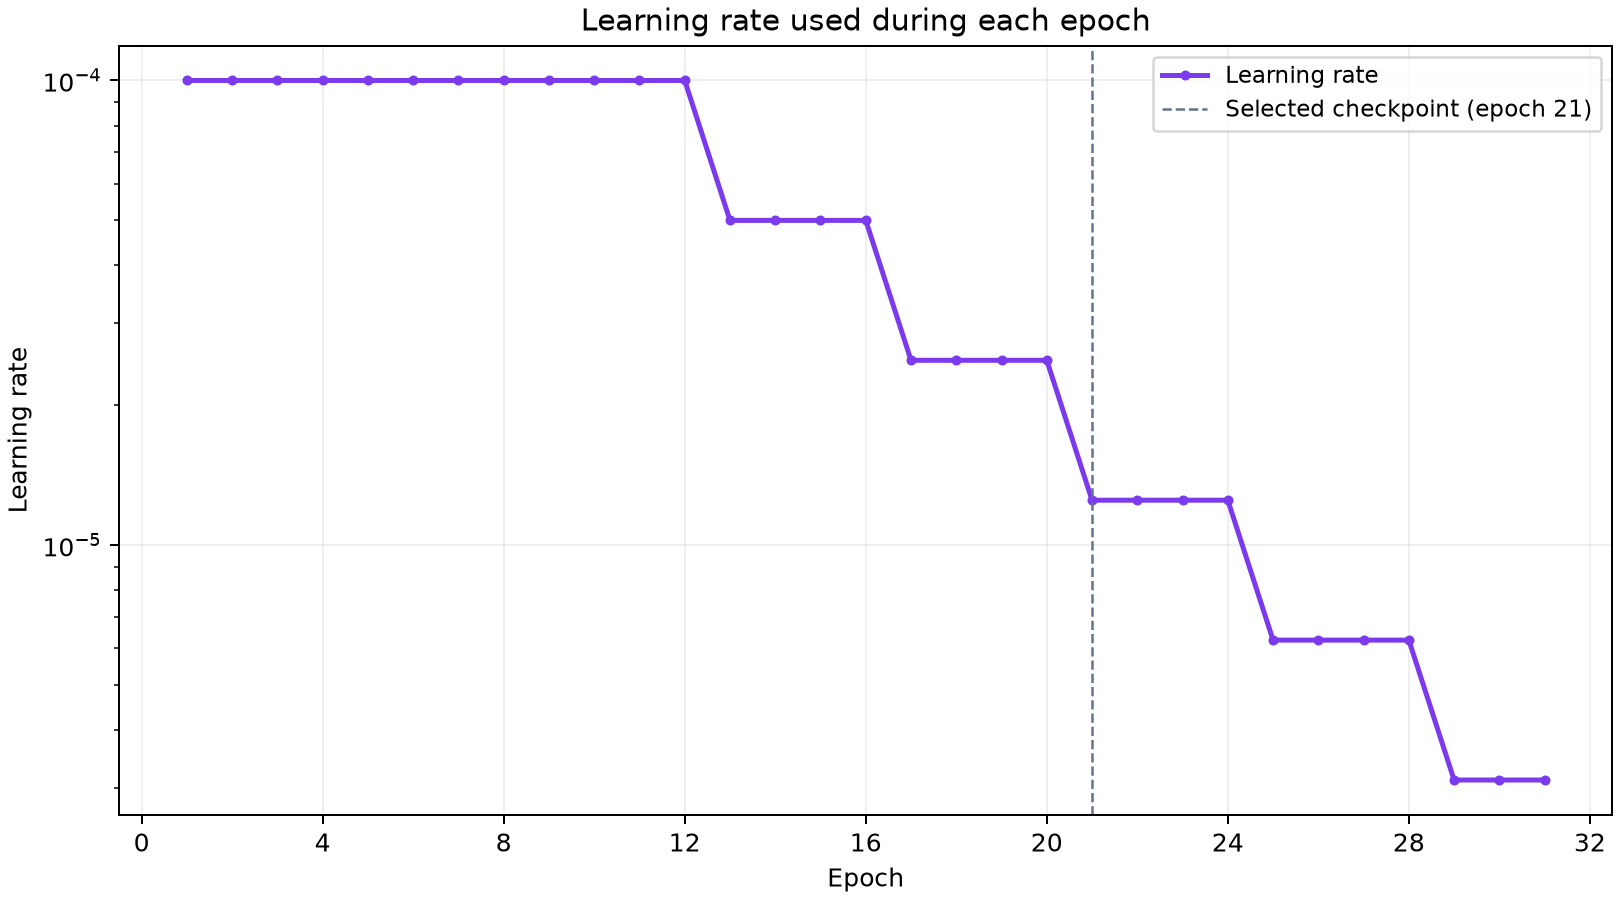 Learning rate used during each epoch
Learning rate
Selected checkpoint (epoch 21)
10⁻⁴
10⁻⁵
Learning rate
0 4 8 12 16 20 24 28 32
Epoch